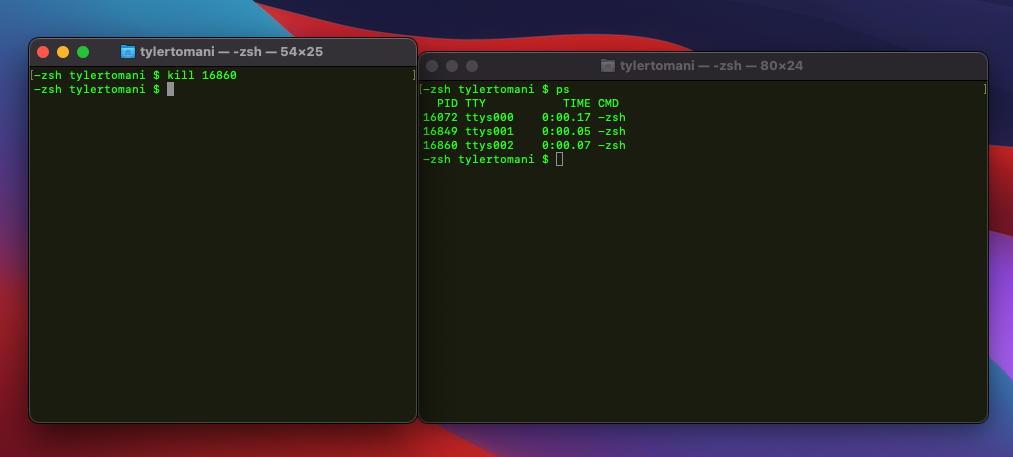 tylertomani — -zsh — 54×25
[-zsh tylertomani $ kill 16860 ]
-zsh tylertomani $
tylertomani — -zsh — 80×24
[-zsh tylertomani $ ps ]
PID TTY TIME CMD
16072 ttys000 0:00.17 -zsh
16849 ttys001 0:00.05 -zsh
16860 ttys002 0:00.07 -zsh
-zsh tylertomani $